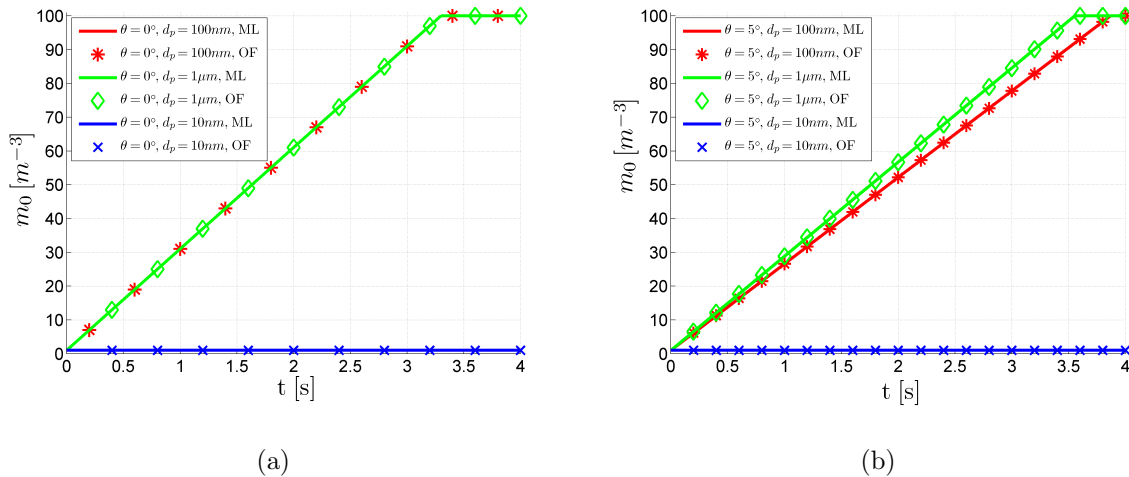 100
90
80
70
60
50
40
30
20
10
0
m₀ [m⁻³]
θ = 0°, dₚ = 100nm, ML
θ = 0°, dₚ = 100nm, OF
θ = 0°, dₚ = 1μm, ML
θ = 0°, dₚ = 1μm, OF
θ = 0°, dₚ = 10nm, ML
θ = 0°, dₚ = 10nm, OF
0 0.5 1 1.5 2 2.5 3 3.5 4
t [s]
(a)
100
90
80
70
60
50
40
30
20
10
0
m₀ [m⁻³]
θ = 5°, dₚ = 100nm, ML
θ = 5°, dₚ = 100nm, OF
θ = 5°, dₚ = 1μm, ML
θ = 5°, dₚ = 1μm, OF
θ = 5°, dₚ = 10nm, ML
θ = 5°, dₚ = 10nm, OF
0 0.5 1 1.5 2 2.5 3 3.5 4
t [s]
(b)